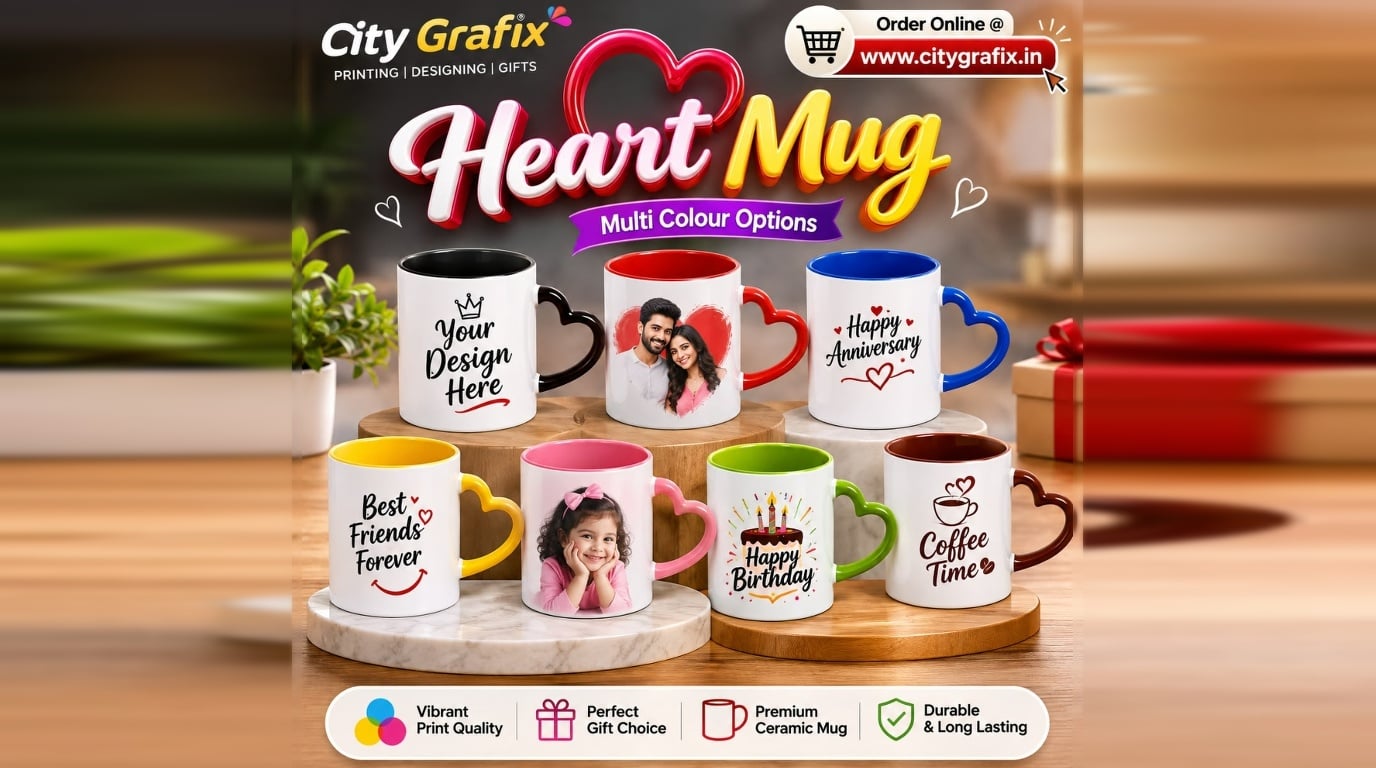 City Grafix®
PRINTING | DESIGNING | GIFTS
Order Online @
www.citygrafix.in
Heart Mug
Multi Colour Options
Your
Design
Here
Happy
Anniversary
Best
Friends
Forever
Happy
Birthday
Coffee
Time
Vibrant
Print Quality
Perfect
Gift Choice
Premium
Ceramic Mug
Durable
& Long Lasting